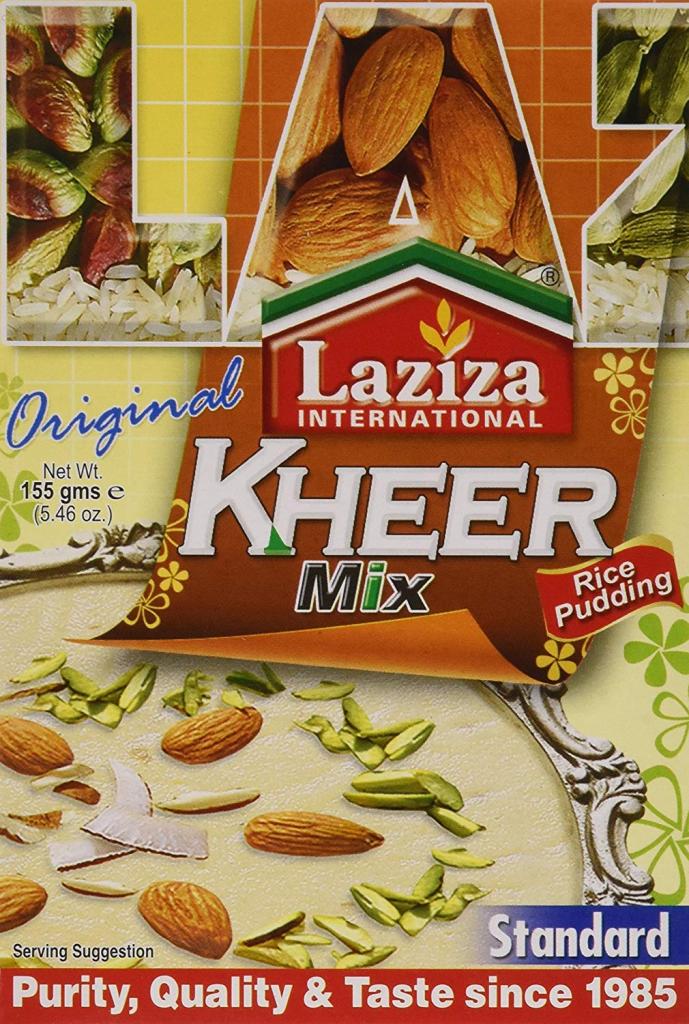 LAZ
®
Laziza
INTERNATIONAL
Original
KHEER
Net Wt.
155 gms e
(5.46 oz.)
Mix
Rice
Pudding
Standard
Serving Suggestion
Purity, Quality & Taste since 1985